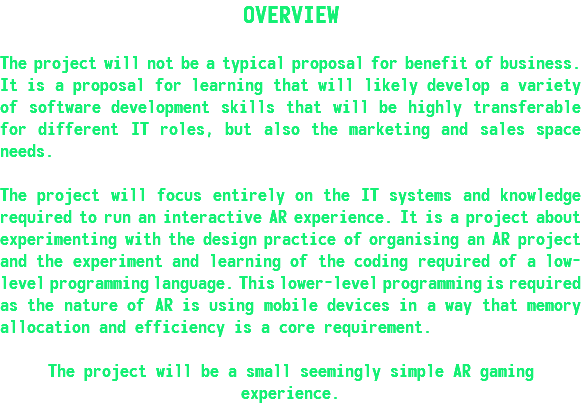 OVERVIEW
The project will not be a typical proposal for benefit of business.
It is a proposal for learning that will likely develop a variety
of software development skills that will be highly transferable
for different IT roles, but also the marketing and sales space
needs.
The project will focus entirely on the IT systems and knowledge
required to run an interactive AR experience. It is a project about
experimenting with the design practice of organising an AR project
and the experiment and learning of the coding required of a low-
level programming language. This lower-level programming is required
as the nature of AR is using mobile devices in a way that memory
allocation and efficiency is a core requirement.
The project will be a small seemingly simple AR gaming
experience.